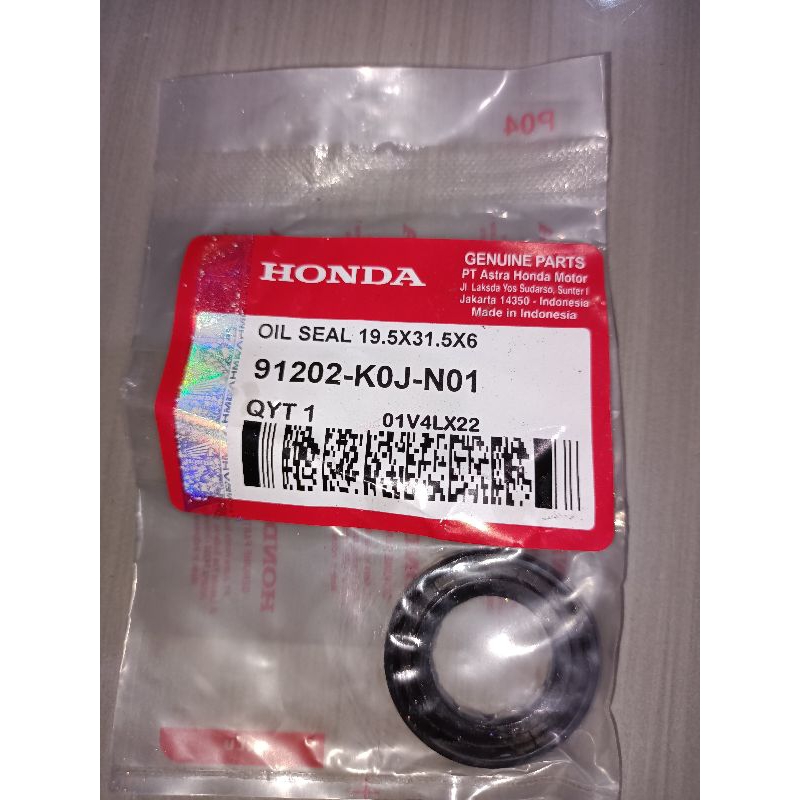 P04
HONDA
GENUINE PARTS
PT Astra Honda Motor
Jl. Laksda Yos Sudarso, Sunter I
Jakarta 14350 - Indonesia
Made in Indonesia
OIL SEAL 19.5X31.5X6
91202-K0J-N01
QYT 1
01V4LX22
HONDA